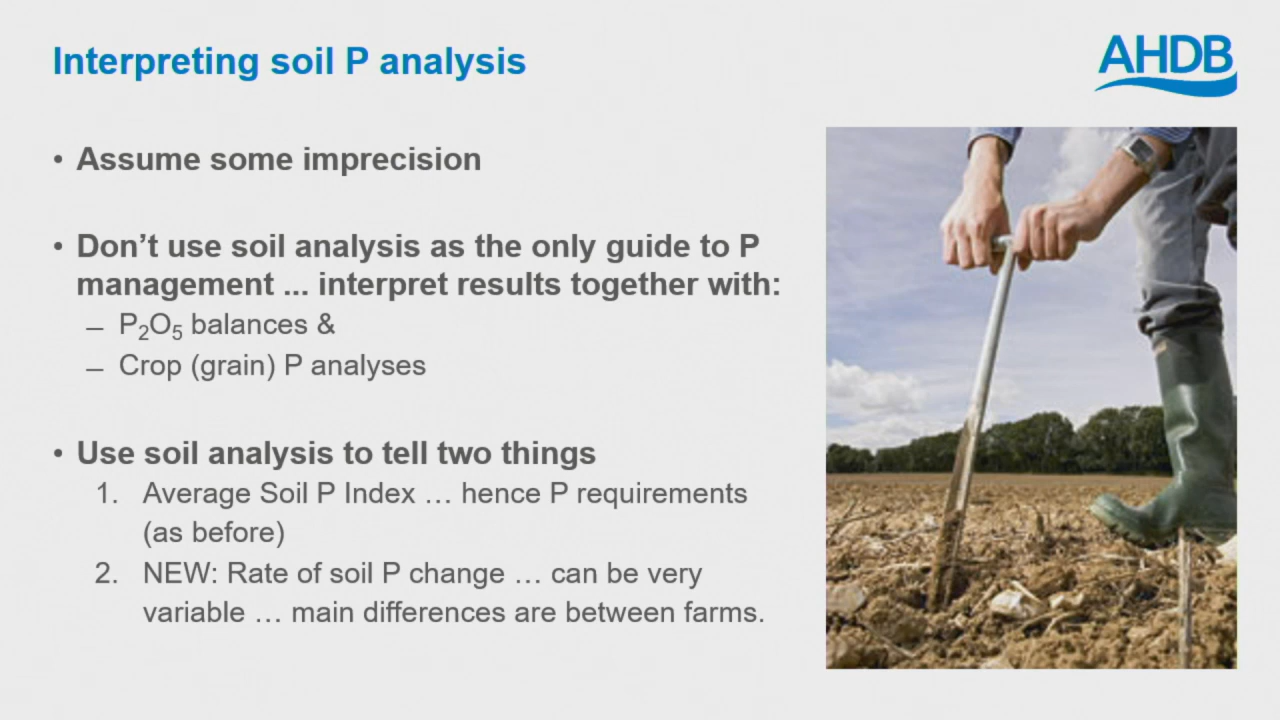 Interpreting soil P analysis
AHDB
• Assume some imprecision
• Don’t use soil analysis as the only guide to P
management ... interpret results together with:
– P₂O₅ balances &
– Crop (grain) P analyses
• Use soil analysis to tell two things
1. Average Soil P Index … hence P requirements
(as before)
2. NEW: Rate of soil P change … can be very
variable … main differences are between farms.